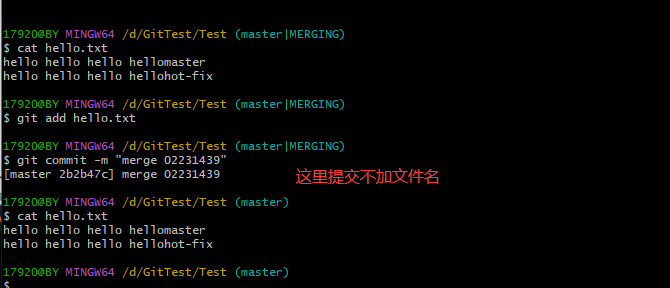 17920@BY MINGW64 /d/GitTest/Test (master|MERGING)
$ cat hello.txt
hello hello hello hellomaster
hello hello hello hellohot-fix
17920@BY MINGW64 /d/GitTest/Test (master|MERGING)
$ git add hello.txt
17920@BY MINGW64 /d/GitTest/Test (master|MERGING)
$ git commit -m "merge 02231439"
[master 2b2b47c] merge 02231439
这里提交不加文件名
17920@BY MINGW64 /d/GitTest/Test (master)
$ cat hello.txt
hello hello hello hellomaster
hello hello hello hellohot-fix
17920@BY MINGW64 /d/GitTest/Test (master)
$